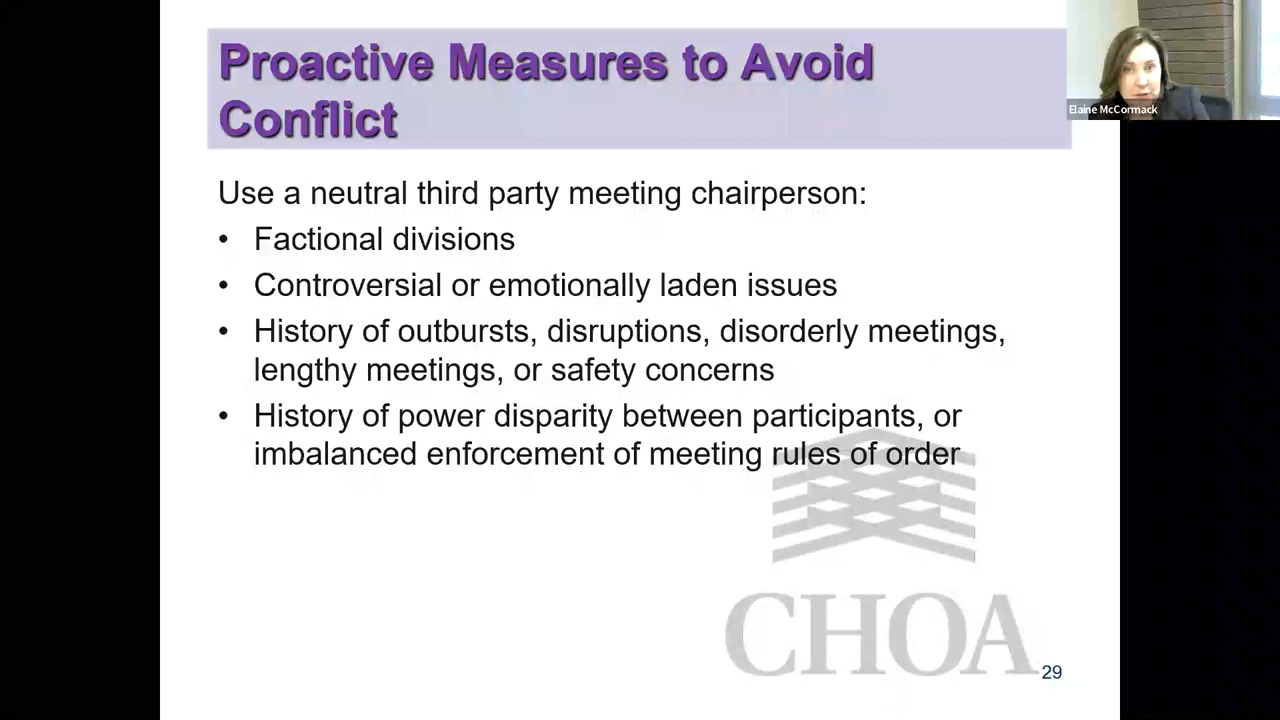 Proactive Measures to Avoid
Conflict
Elaine McCormack
Use a neutral third party meeting chairperson:
• Factional divisions
• Controversial or emotionally laden issues
• History of outbursts, disruptions, disorderly meetings,
lengthy meetings, or safety concerns
• History of power disparity between participants, or
imbalanced enforcement of meeting rules of order
CHOA
29